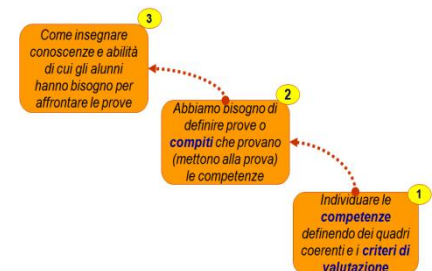 3
Come insegnare
conoscenze e abilità
di cui gli alunni
hanno bisogno per
affrontare le prove
2
Abbiamo bisogno di
definire prove o
compiti che provano
(mettono alla prova)
le competenze
1
Individuare le
competenze
definendo dei quadri
coerenti e i criteri di
valutazione